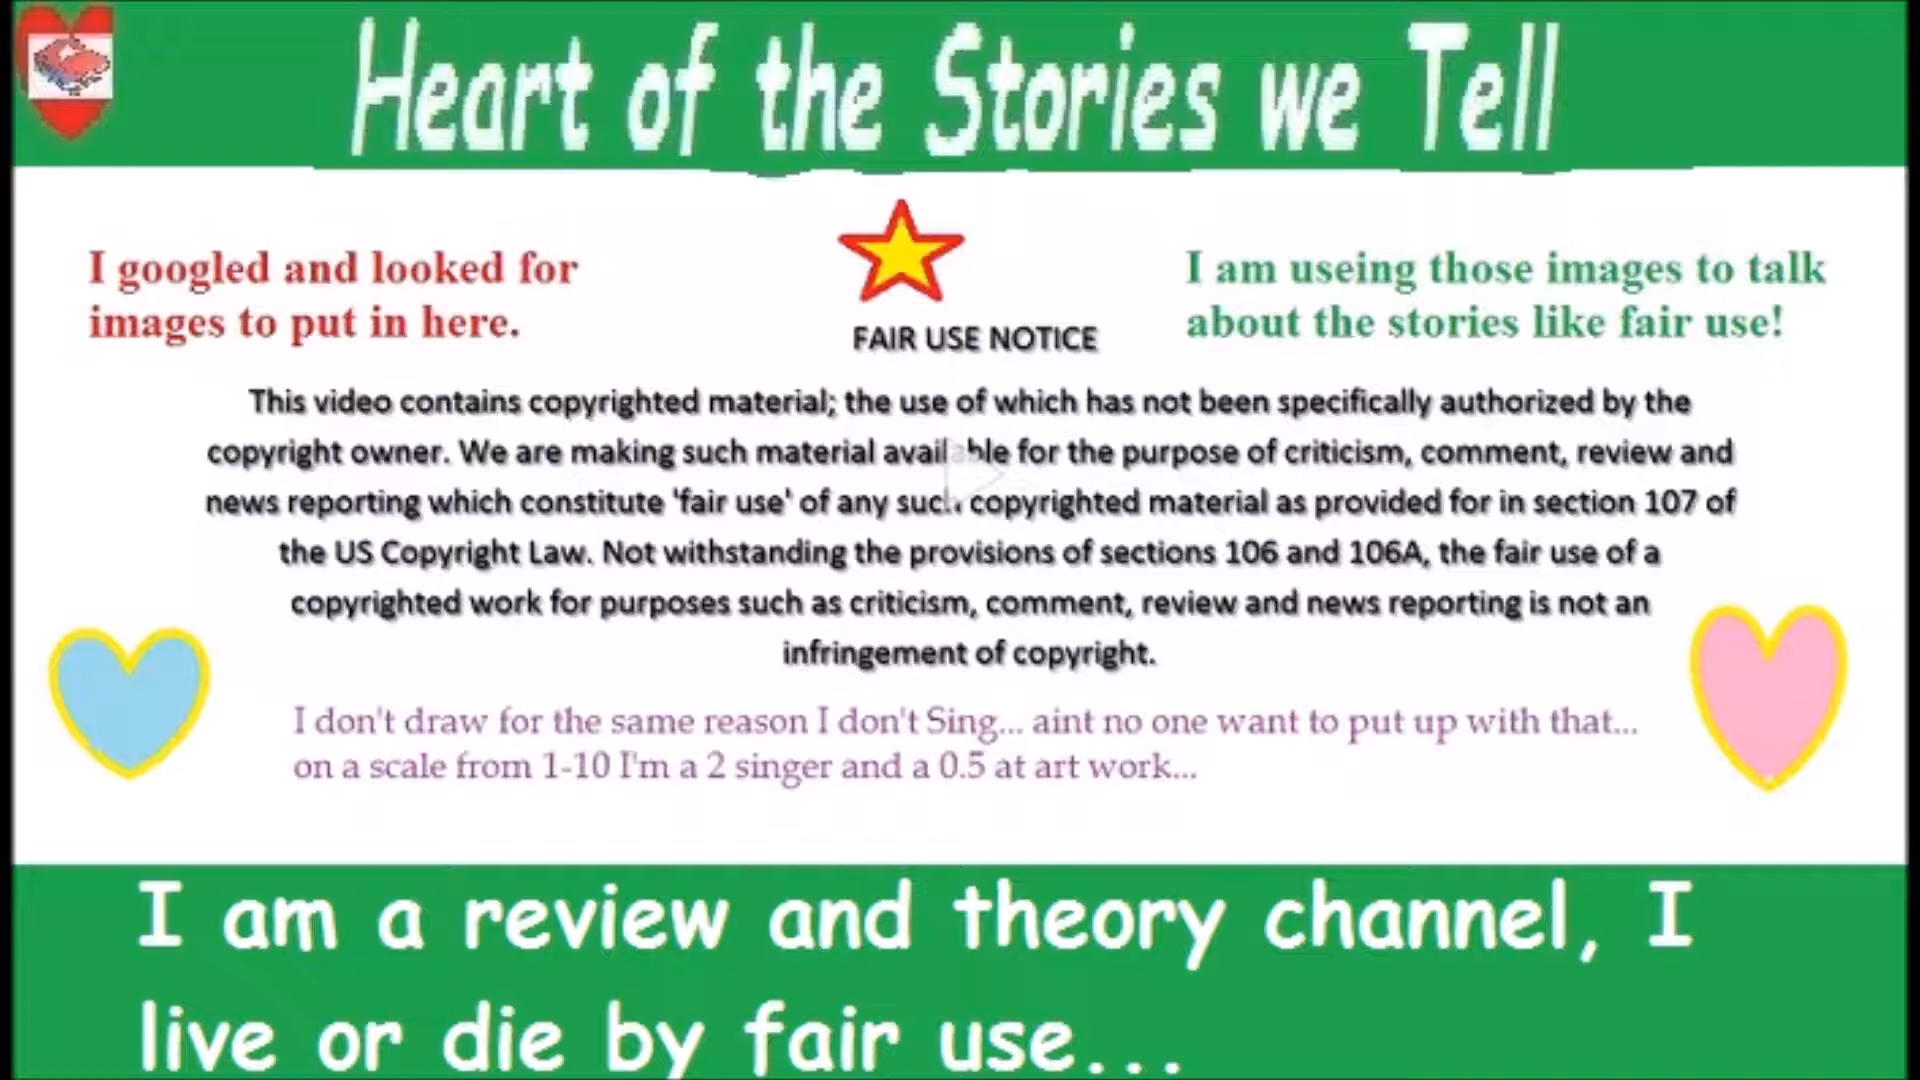 Heart of the Stories we Tell
I googled and looked for
images to put in here.
I am useing those images to talk
about the stories like fair use!
FAIR USE NOTICE
This video contains copyrighted material; the use of which has not been specifically authorized by the
copyright owner. We are making such material available for the purpose of criticism, comment, review and
news reporting which constitute 'fair use' of any such copyrighted material as provided for in section 107 of
the US Copyright Law. Not withstanding the provisions of sections 106 and 106A, the fair use of a
copyrighted work for purposes such as criticism, comment, review and news reporting is not an
infringement of copyright.
I don't draw for the same reason I don't Sing... aint no one want to put up with that...
on a scale from 1-10 I'm a 2 singer and a 0.5 at art work...
I am a review and theory channel, I
live or die by fair use...